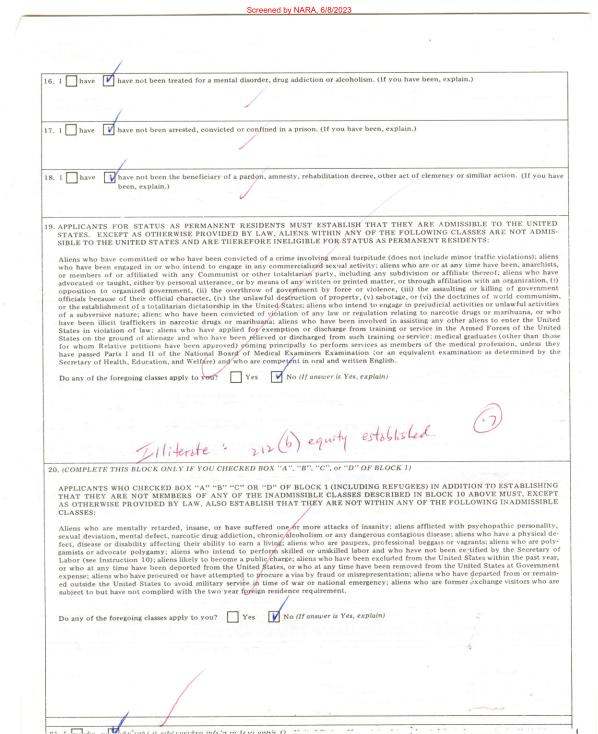 Screened by NARA, 6/8/2023
16. I have have not been treated for a mental disorder, drug addiction or alcoholism. (If you have been, explain.)
17. I have have not been arrested, convicted or confined in a prison. (If you have been, explain.)
18. I have have not been the beneficiary of a pardon, amnesty, rehabilitation decree, other act of clemency or similiar action. (If you have
been, explain.)
19. APPLICANTS FOR STATUS AS PERMANENT RESIDENTS MUST ESTABLISH THAT THEY ARE ADMISSIBLE TO THE UNITED
STATES. EXCEPT AS OTHERWISE PROVIDED BY LAW, ALIENS WITHIN ANY OF THE FOLLOWING CLASSES ARE NOT ADMIS-
SIBLE TO THE UNITED STATES AND ARE THEREFORE INELIGIBLE FOR STATUS AS PERMANENT RESIDENTS:
Aliens who have committed or who have been convicted of a crime involving moral turpitude (does not include minor traffic violations); aliens
who have been engaged in or who intend to engage in any commercialized sexual activity; aliens who are or at any time have been, anarchists,
or members of or affiliated with any Communist or other totalitarian party, including any subdivision or affiliate thereof; aliens who have
advocated or taught, either by personal utterance, or by means of any written or printed matter, or through affiliation with an organization, (i)
opposition to organized government, (ii) the overthrow of government by force or violence, (iii) the assaulting or killing of government
officials because of their official character, (iv) the unlawful destruction of property, (v) sabotage, or (vi) the doctrines of world communism,
or the establishment of a totalitarian dictatorship in the United States; aliens who intend to engage in prejudicial activities or unlawful activities
of a subversive nature; aliens who have been convicted of violation of any law or regulation relating to narcotic drugs or marihuana, or who
have been illicit traffickers in narcotic drugs or marihuana; aliens who have been involved in assisting any other aliens to enter the United
States in violation of law; aliens who have applied for exemption or discharge from training or service in the Armed Forces of the United
States on the ground of alienage and who have been relieved or discharged from such training or service; medical graduates (other than those
for whom Relative petitions have been approved) coming principally to perform services as members of the medical profession, unless they
have passed Parts I and II of the National Board of Medical Examiners Examination (or an equivalent examination as determined by the
Secretary of Health, Education, and Welfare) and who are competent in oral and written English.
Do any of the foregoing classes apply to you? Yes No (If answer is Yes, explain)
Illiterate : 212(b) equity established
20. (COMPLETE THIS BLOCK ONLY IF YOU CHECKED BOX "A", "B", "C", or "D" OF BLOCK 1)
APPLICANTS WHO CHECKED BOX "A" "B" "C" OR "D" OF BLOCK 1 (INCLUDING REFUGEES) IN ADDITION TO ESTABLISHING
THAT THEY ARE NOT MEMBERS OF ANY OF THE INADMISSIBLE CLASSES DESCRIBED IN BLOCK 19 ABOVE MUST, EXCEPT
AS OTHERWISE PROVIDED BY LAW, ALSO ESTABLISH THAT THEY ARE NOT WITHIN ANY OF THE FOLLOWING INADMISSIBLE
CLASSES:
Aliens who are mentally retarded, insane, or have suffered one or more attacks of insanity; aliens afflicted with psychopathic personality,
sexual deviation, mental defect, narcotic drug addiction, chronic alcoholism or any dangerous contagious disease; aliens who have a physical de-
fect, disease or disability affecting their ability to earn a living; aliens who are paupers, professional beggars or vagrants; aliens who are poly-
gamists or advocate polygamy; aliens who intend to perform skilled or unskilled labor and who have not been certified by the Secretary of
Labor (see Instruction 10); aliens likely to become a public charge; aliens who have been excluded from the United States within the past year,
or who at any time have been deported from the United States, or who at any time have been removed from the United States at Government
expense; aliens who have procured or have attempted to procure a visa by fraud or misrepresentation; aliens who have departed from or remain-
ed outside the United States to avoid military service in time of war or national emergency; aliens who are former exchange visitors who are
subject to but have not complied with the two year foreign residence requirement.
Do any of the foregoing classes apply to you? Yes No (If answer is Yes, explain)